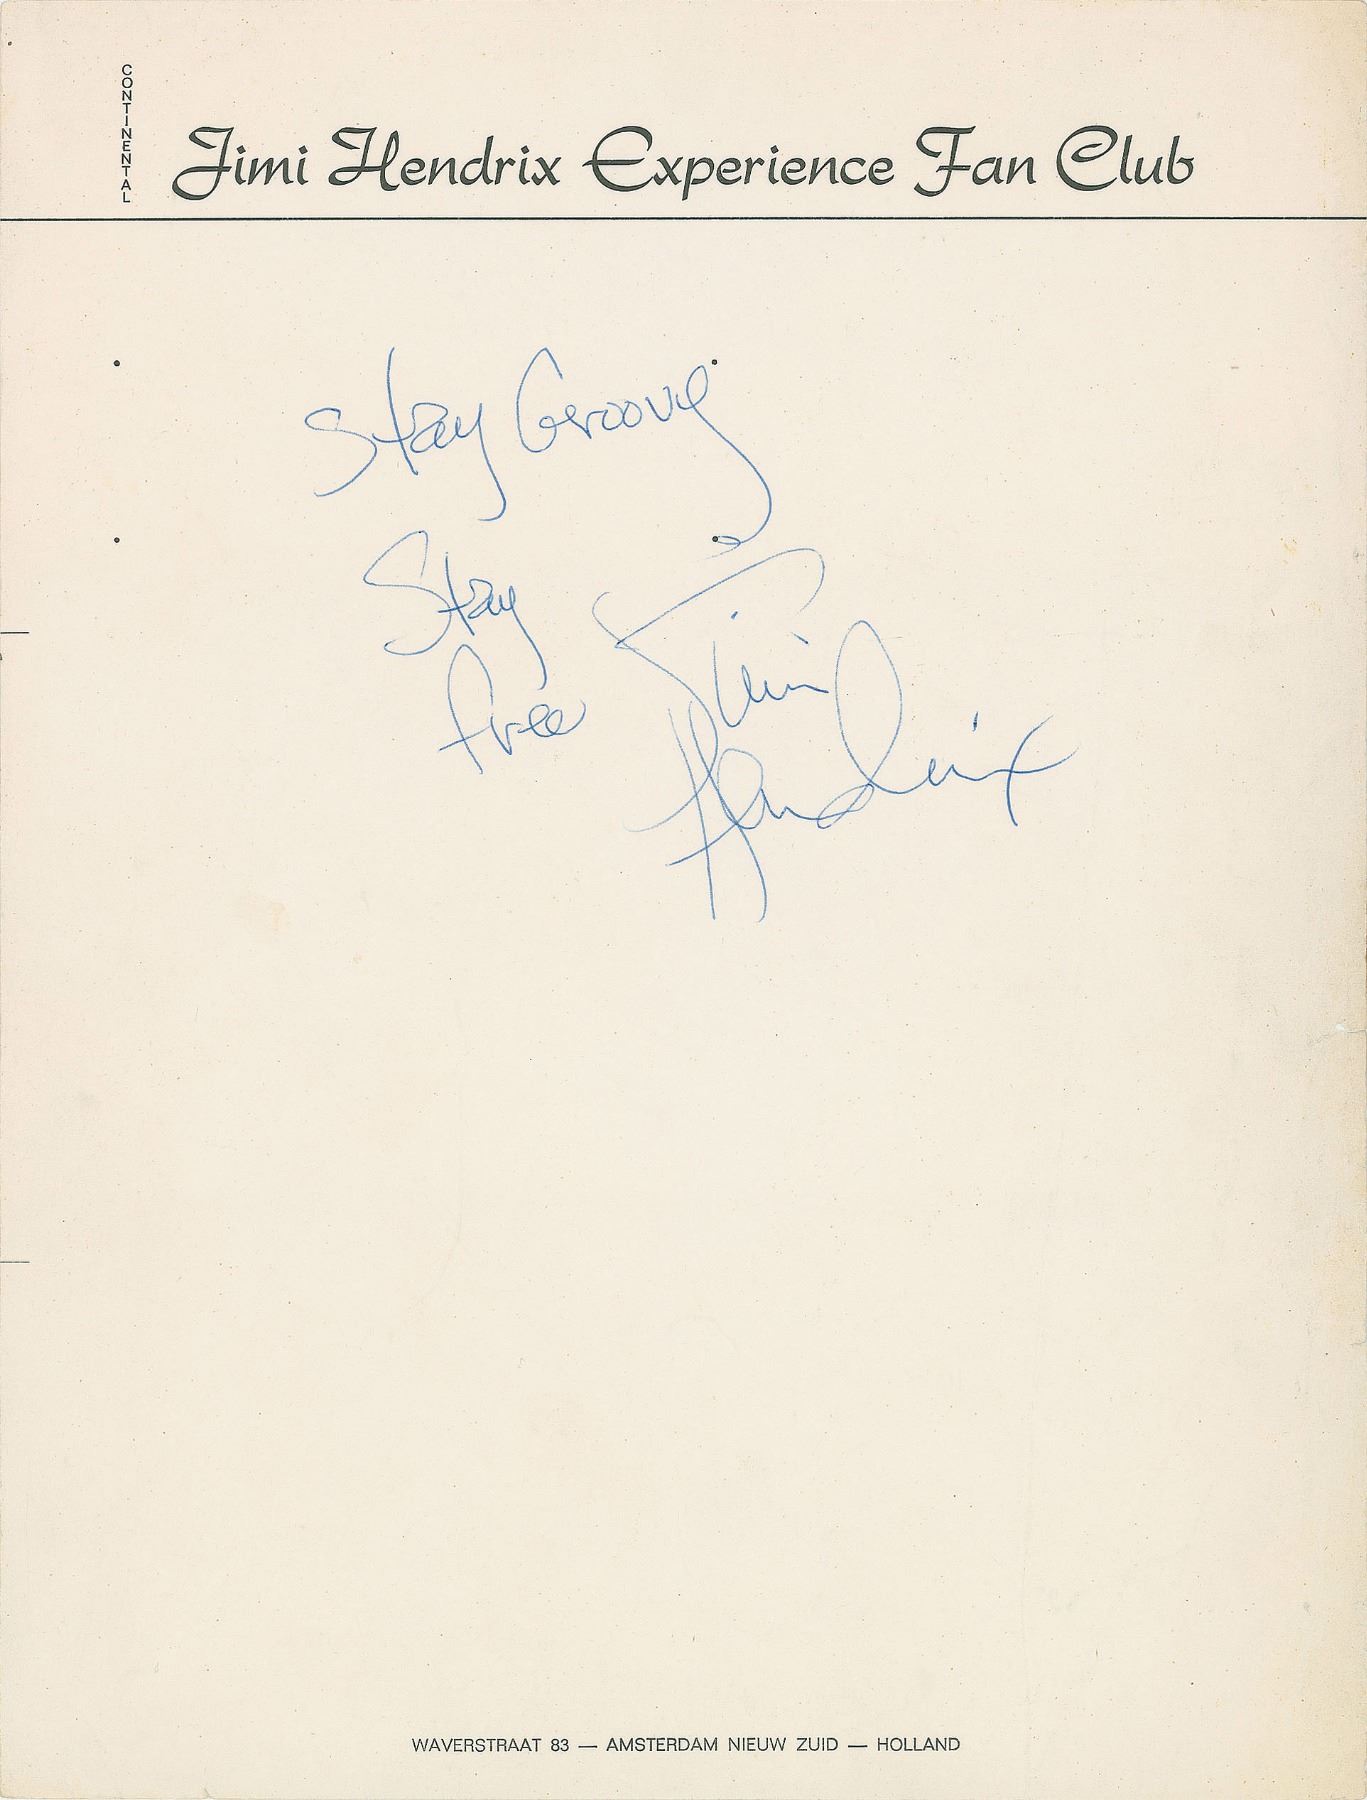 CONTINENTAL
Jimi Hendrix Experience Fan Club
Stay Groovy
Stay
free
Jimi
Hendrix
WAVERSTRAAT 83 — AMSTERDAM NIEUW ZUID — HOLLAND